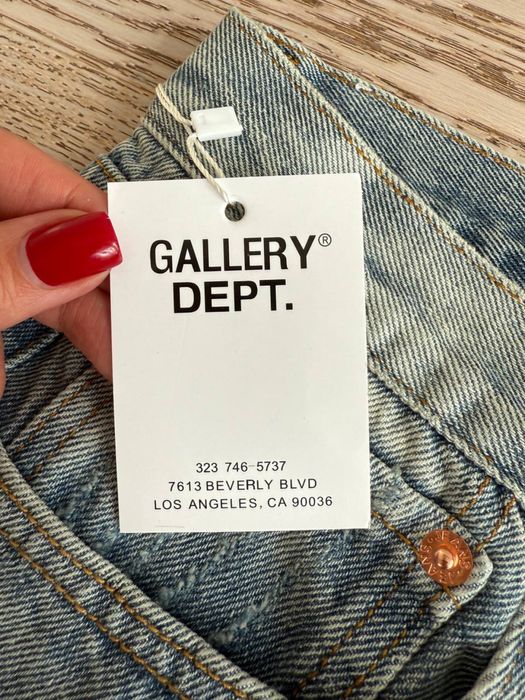 GALLERY®
DEPT.
323 746-5737
7613 BEVERLY BLVD
LOS ANGELES, CA 90036